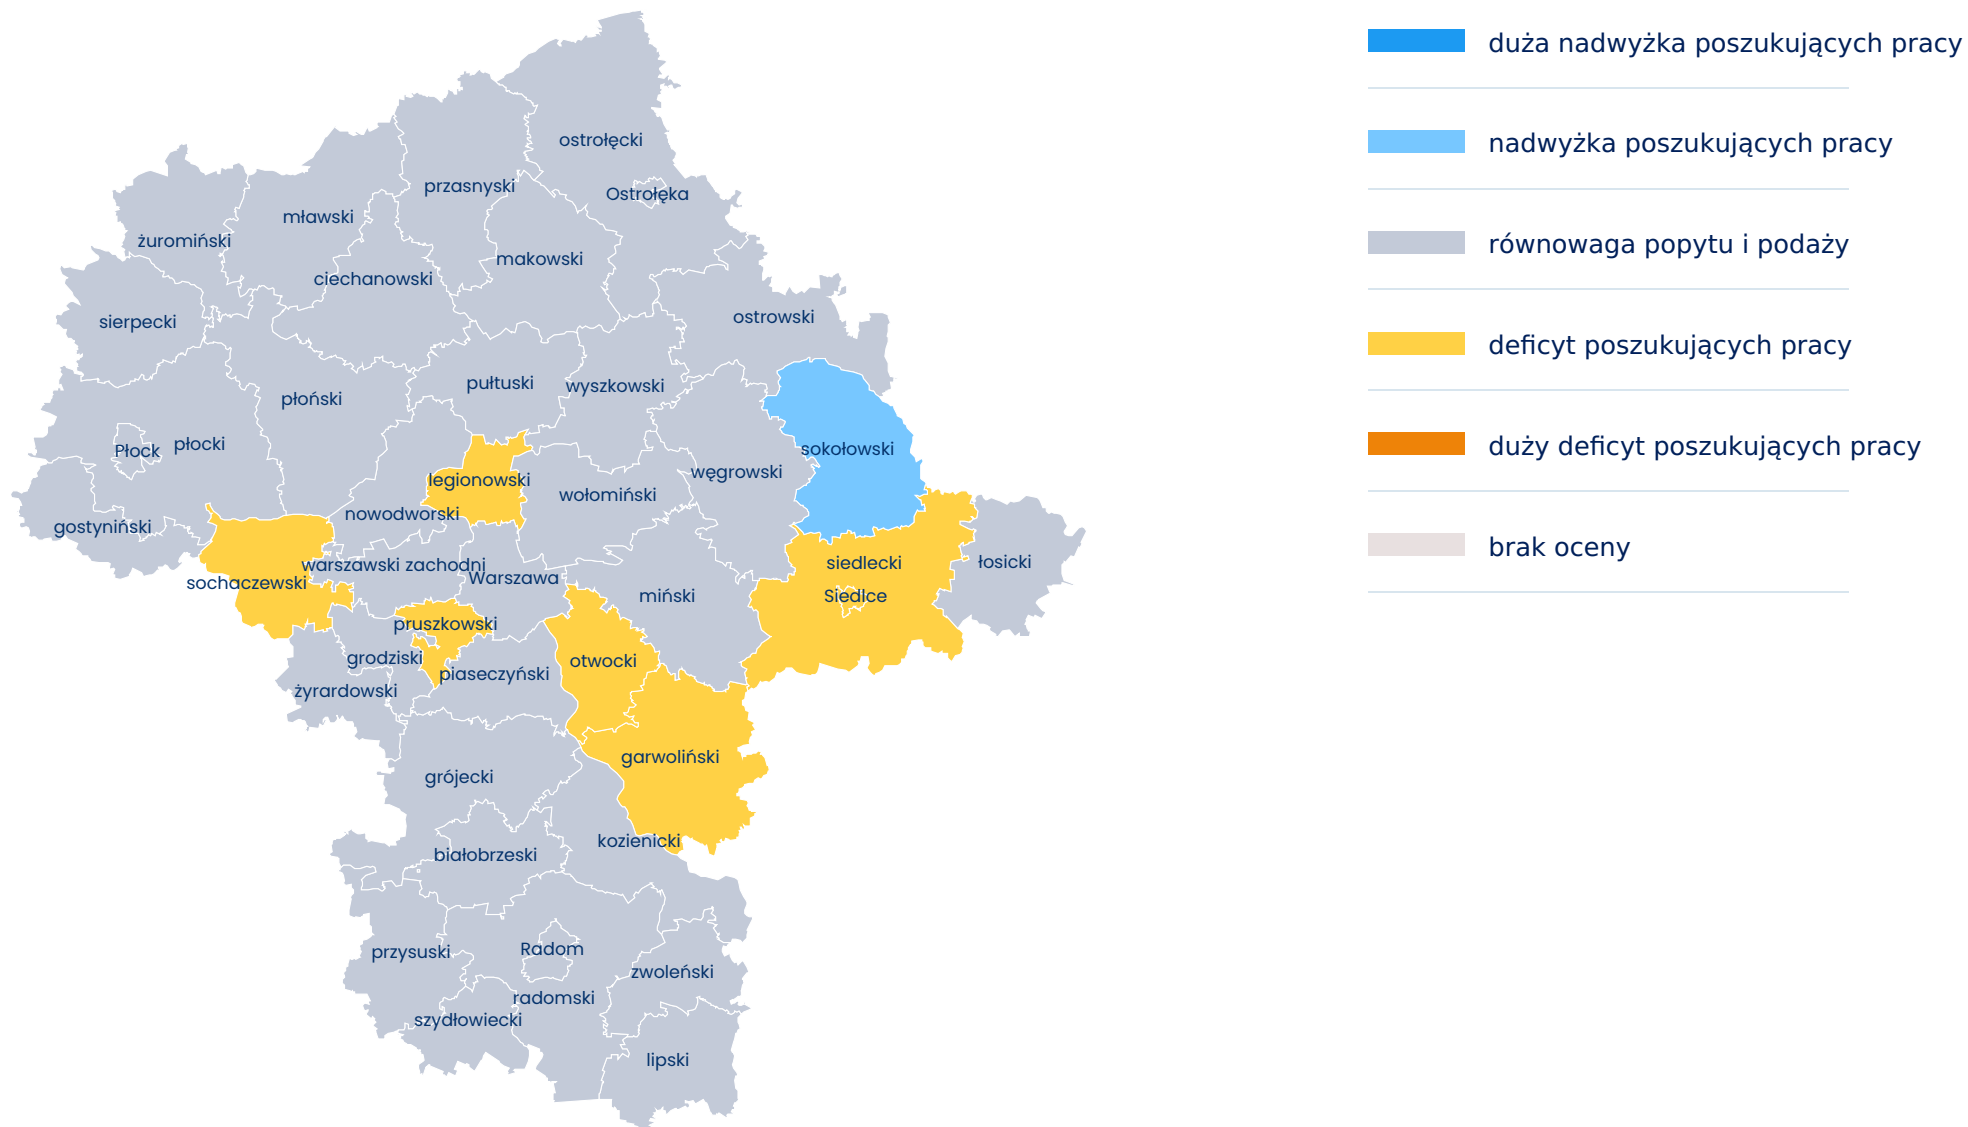 duża nadwyżka poszukujących pracy
nadwyżka poszukujących pracy
równowaga popytu i podaży
deficyt poszukujących pracy
duży deficyt poszukujących pracy
brak oceny
ostrołęcki
przasnyski
Ostrołęka
mławski
żuromiński
makowski
ciechanowski
sierpecki
ostrowski
pułtuski
wyszkowski
płoński
płocki
Płock
sokołowski
węgrowski
legionowski
wołomiński
nowodworski
gostyniński
warszawski zachodni
siedlecki
łosicki
Warszawa
sochaczewski
miński
Siedlce
pruszkowski
grodziski
otwocki
piaseczyński
żyrardowski
garwoliński
grójecki
kozienicki
białobrzeski
Radom
przysuski
zwoleński
radomski
szydłowiecki
lipski